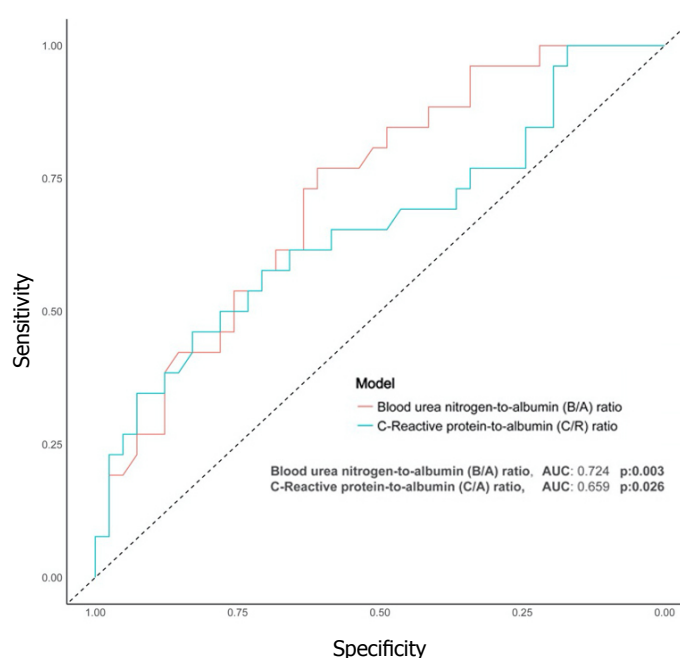 1.00
0.75
0.50
0.25
0.00
Sensitivity
Model
Blood urea nitrogen-to-albumin (B/A) ratio
C-Reactive protein-to-albumin (C/R) ratio
Blood urea nitrogen-to-albumin (B/A) ratio, AUC: 0.724 p:0.003
C-Reactive protein-to-albumin (C/A) ratio, AUC: 0.659 p:0.026
1.00 0.75 0.50 0.25 0.00
Specificity